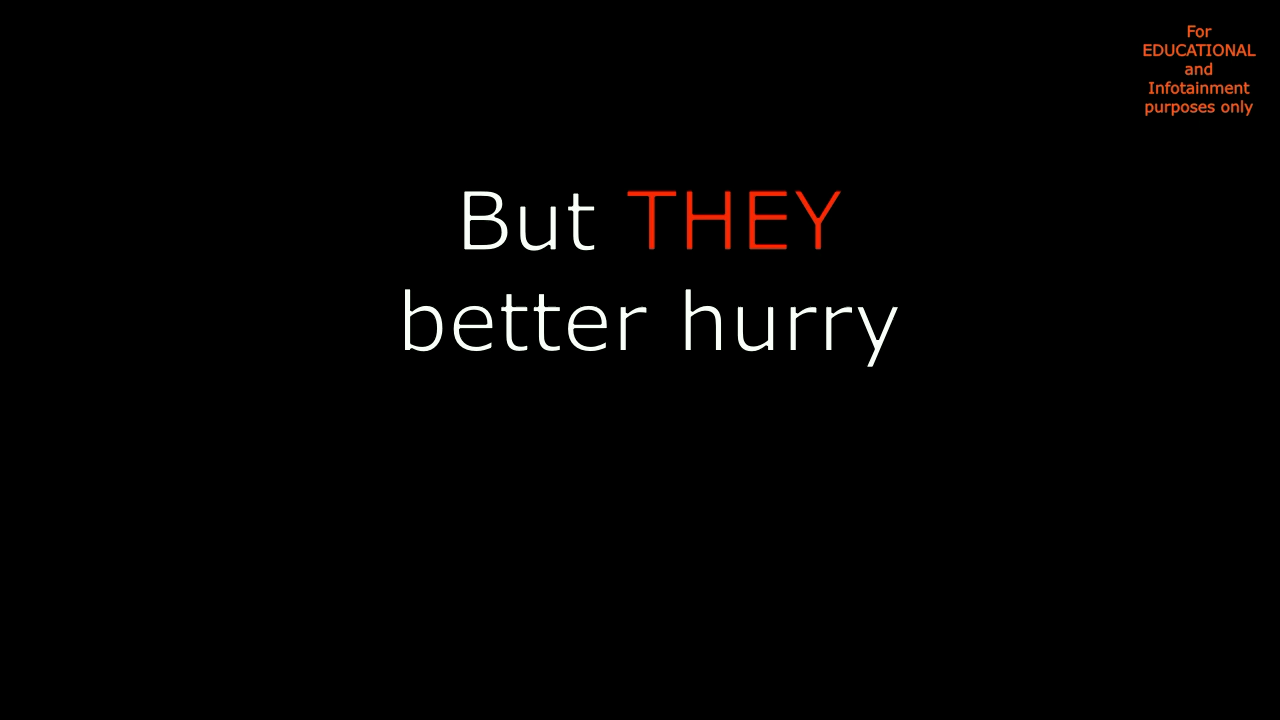 For
EDUCATIONAL
and
Infotainment
purposes only
But THEY
better hurry